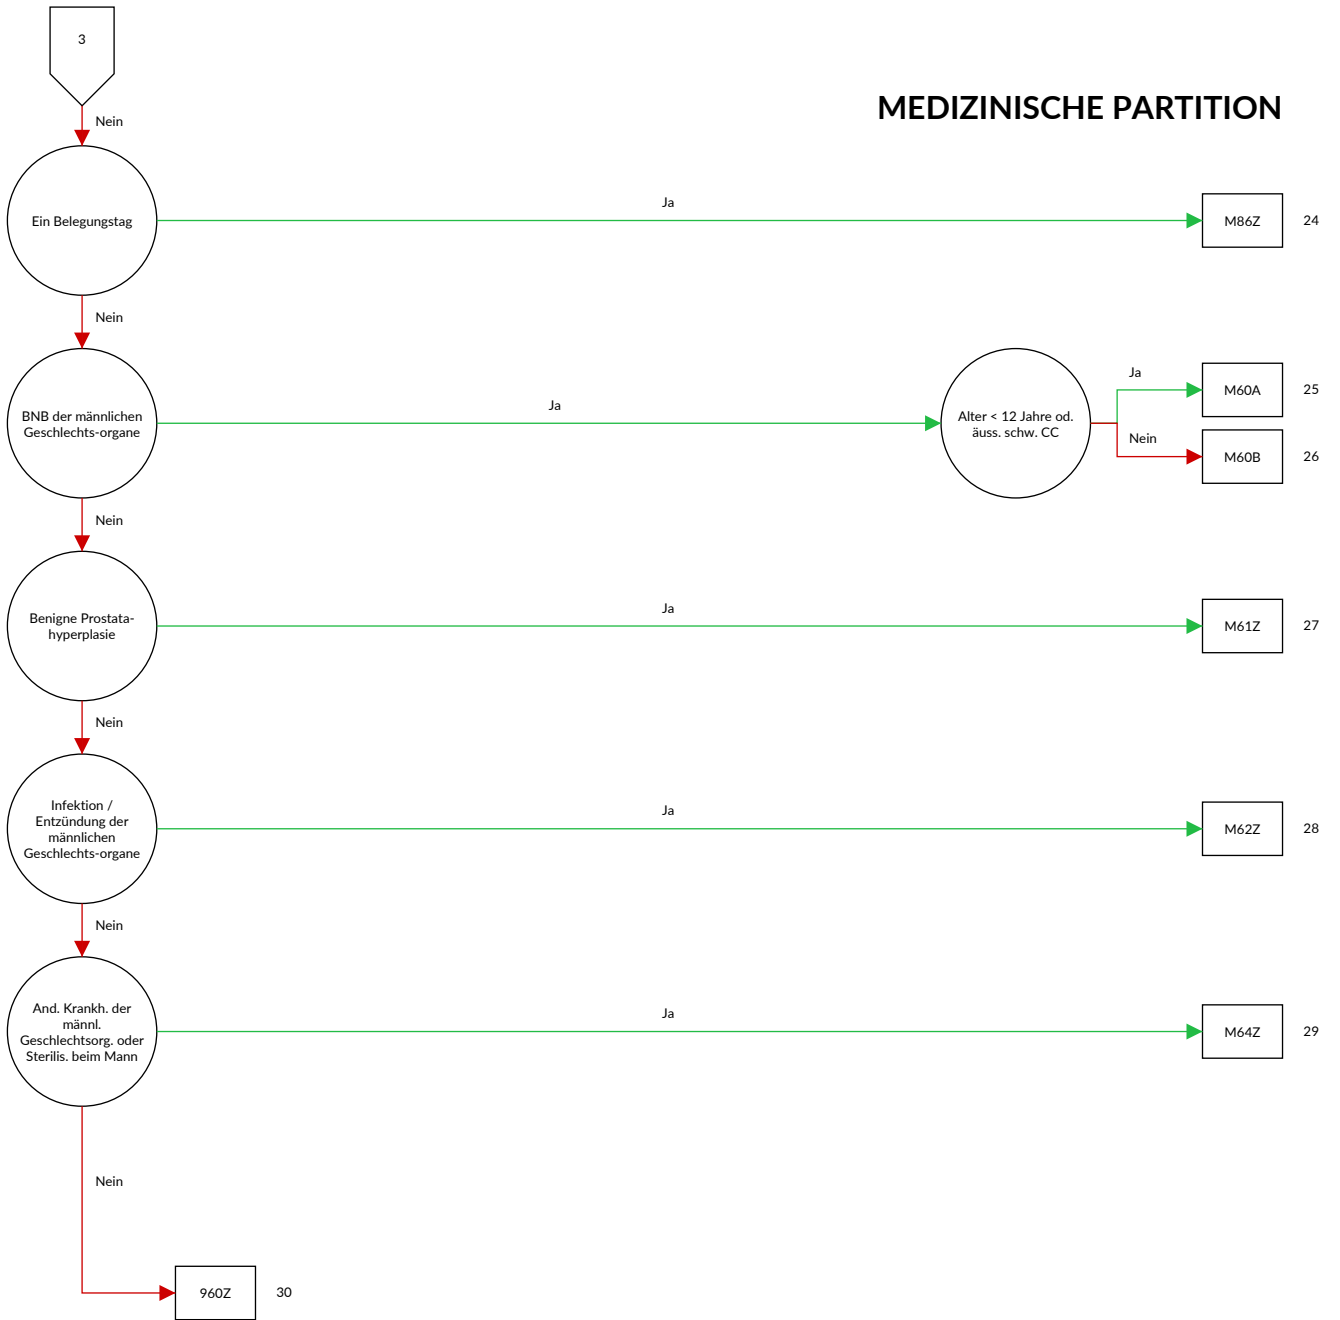 3
MEDIZINISCHE PARTITION
Nein
Ein Belegungstag
Ja
M86Z
24
Nein
BNB der männlichen
Geschlechts-organe
Ja
Alter < 12 Jahre od.
äuss. schw. CC
Ja
M60A
25
Nein
M60B
26
Nein
Benigne Prostata-
hyperplasie
Ja
M61Z
27
Nein
Infektion /
Entzündung der
männlichen
Geschlechts-organe
Ja
M62Z
28
Nein
And. Krankh. der
männl.
Geschlechtsorg. oder
Sterilis. beim Mann
Ja
M64Z
29
Nein
960Z
30